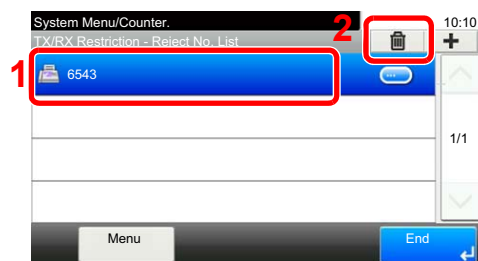 System Menu/Counter.
10:10
TX/RX Restriction - Reject No. List
2
+
1
6543
1/1
Menu
End